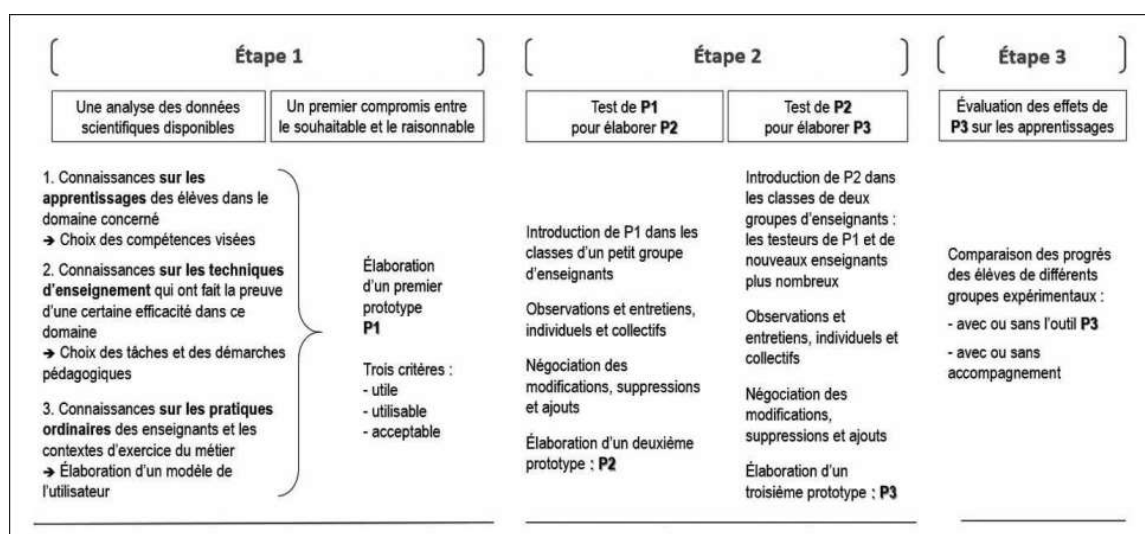 Étape 1
Une analyse des données
scientifiques disponibles
Un premier compromis entre
le souhaitable et le raisonnable
1. Connaissances sur les
apprentissages des élèves dans le
domaine concerné
➔ Choix des compétences visées
2. Connaissances sur les techniques
d'enseignement qui ont fait la preuve
d'une certaine efficacité dans ce
domaine
➔ Choix des tâches et des démarches
pédagogiques
3. Connaissances sur les pratiques
ordinaires des enseignants et les
contextes d'exercice du métier
➔ Élaboration d'un modèle de
l'utilisateur
Élaboration
d'un premier
prototype
P1
Trois critères :
- utile
- utilisable
- acceptable
Étape 2
Test de P1
pour élaborer P2
Test de P2
pour élaborer P3
Introduction de P1 dans les
classes d'un petit groupe
d'enseignants
Observations et entretiens,
individuels et collectifs
Négociation des
modifications, suppressions
et ajouts
Élaboration d'un deuxième
prototype : P2
Introduction de P2 dans
les classes de deux
groupes d'enseignants :
les testeurs de P1 et de
nouveaux enseignants
plus nombreux
Observations et
entretiens, individuels et
collectifs
Négociation des
modifications,
suppressions et ajouts
Élaboration d'un
troisième prototype : P3
Étape 3
Évaluation des effets de
P3 sur les apprentissages
Comparaison des progrès
des élèves de différents
groupes expérimentaux :
- avec ou sans l'outil P3
- avec ou sans
accompagnement